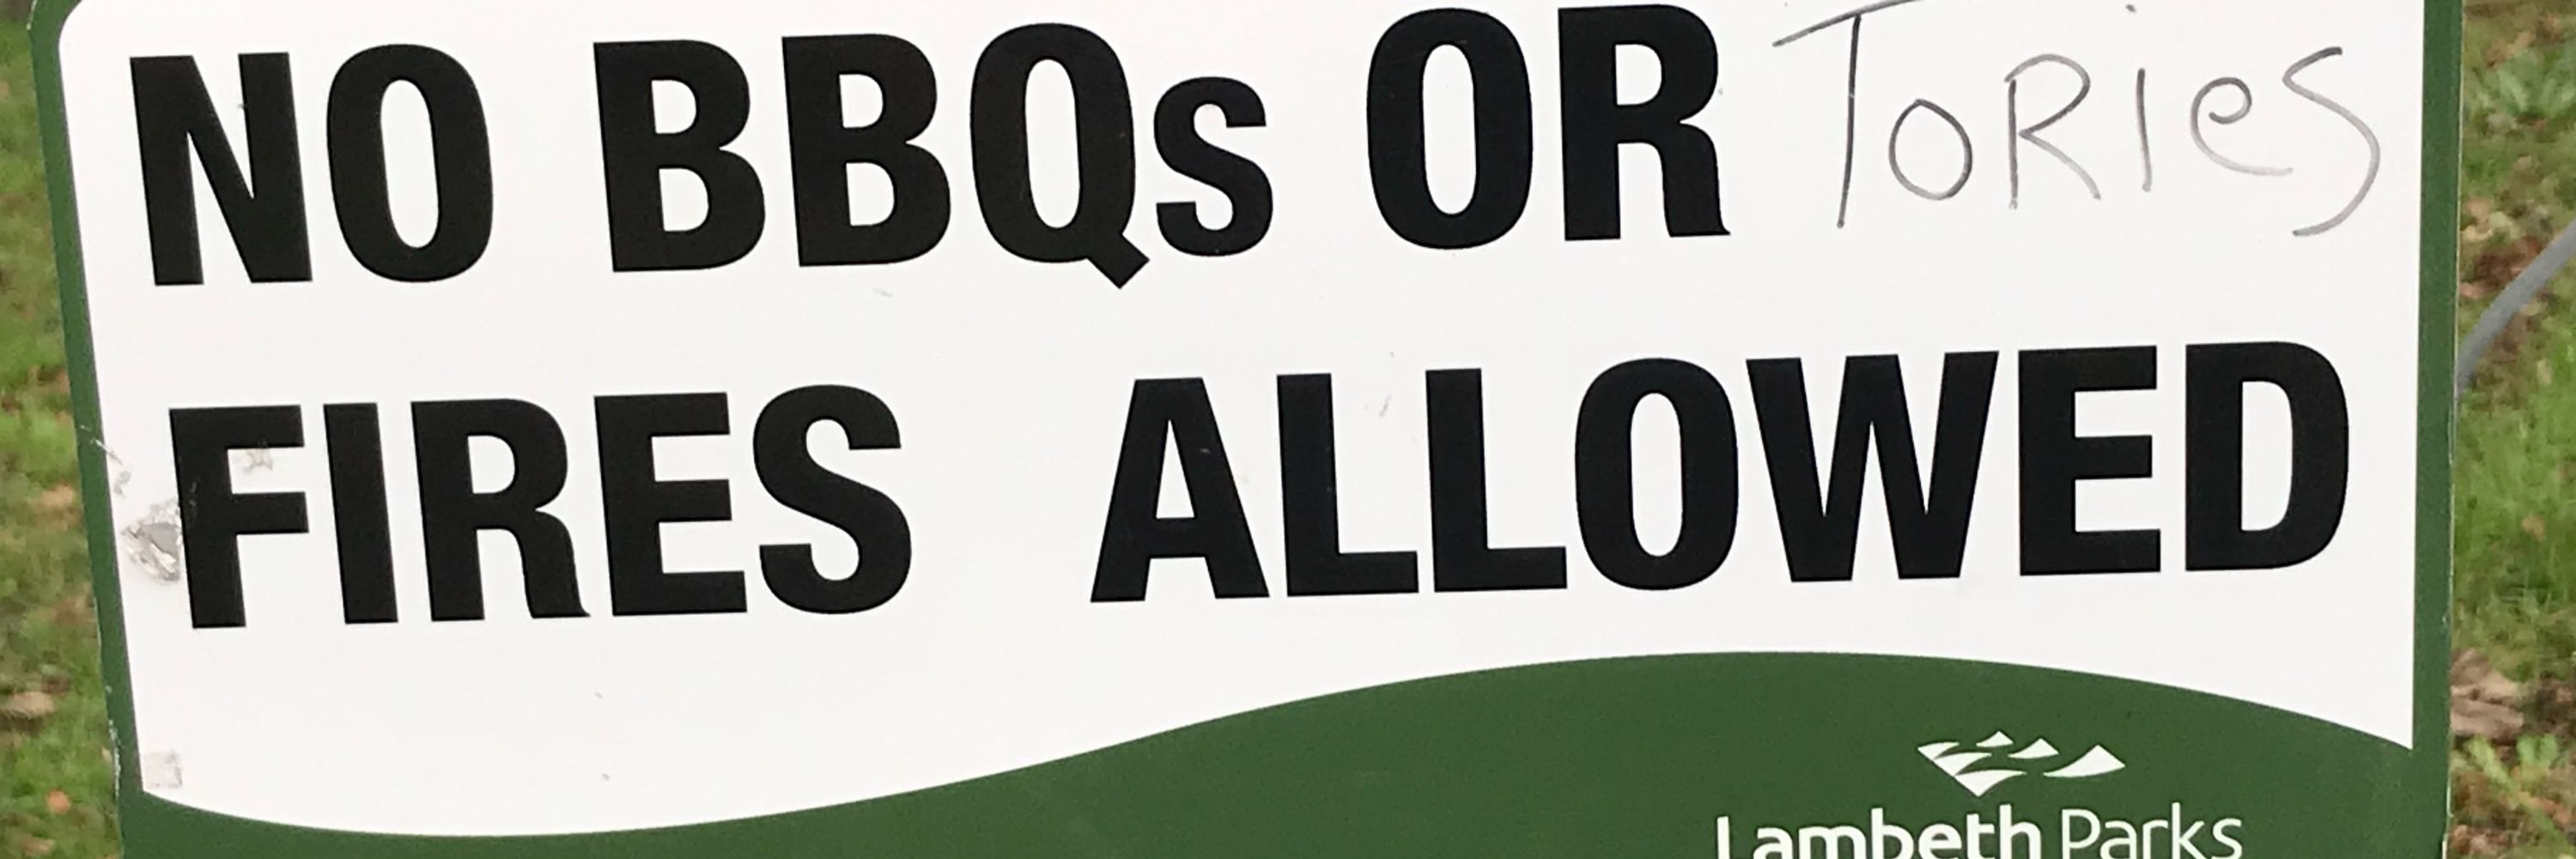 NO BBQs OR TORIeS
FIRES ALLOWED
Lambeth Parks